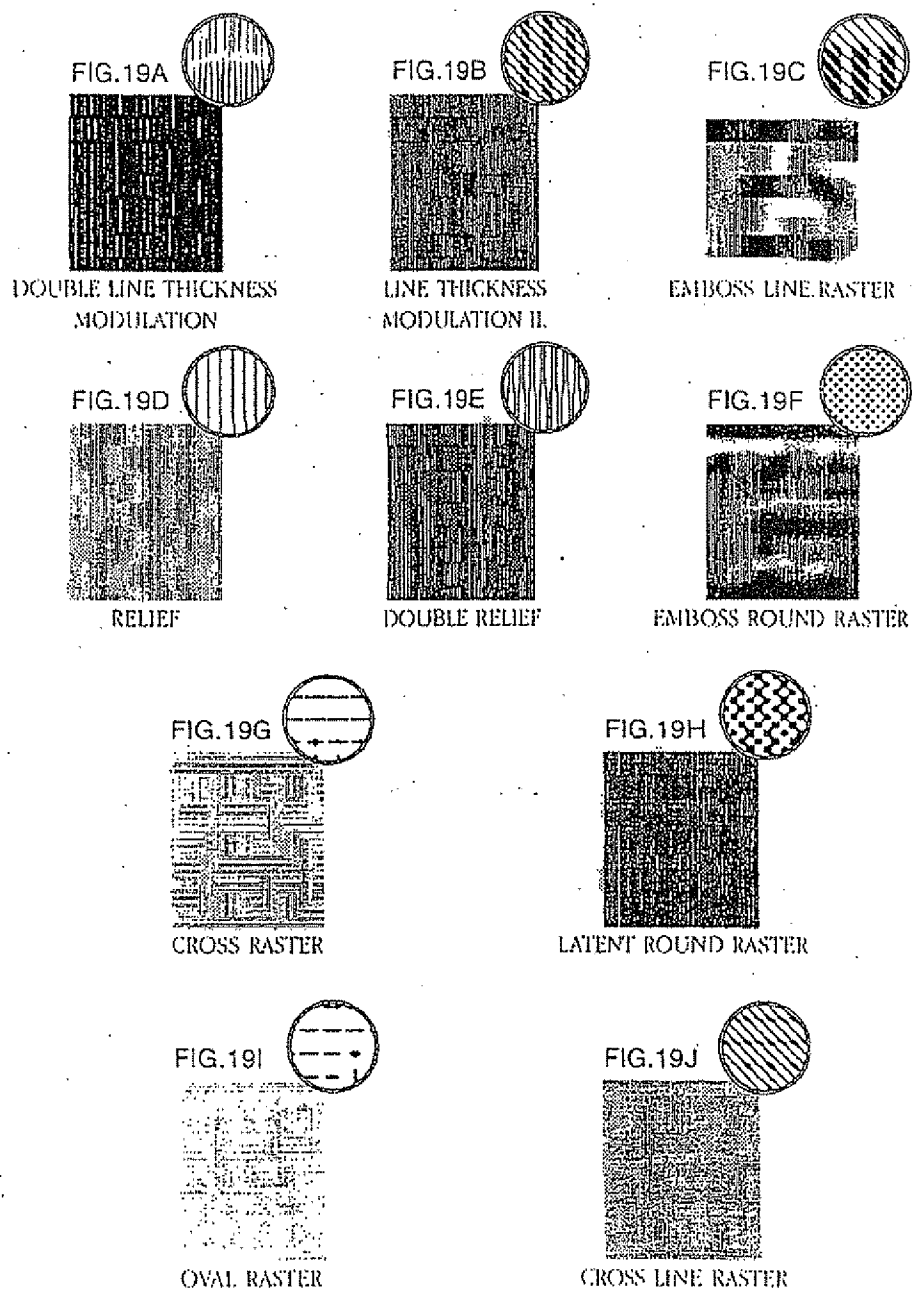 FIG.19A
FIG.19B
FIG.19C
DOUBLE LINE THICKNESS
MODULATION
LINE THICKNESS
MODULATION II.
EMBOSS LINE RASTER
FIG.19D
FIG.19E
FIG.19F
RELIEF
DOUBLE RELIEF
EMBOSS ROUND RASTER
FIG.19G
FIG.19H
CROSS RASTER
LATENT ROUND RASTER
FIG.19I
FIG.19J
OVAL RASTER
CROSS LINE RASTER